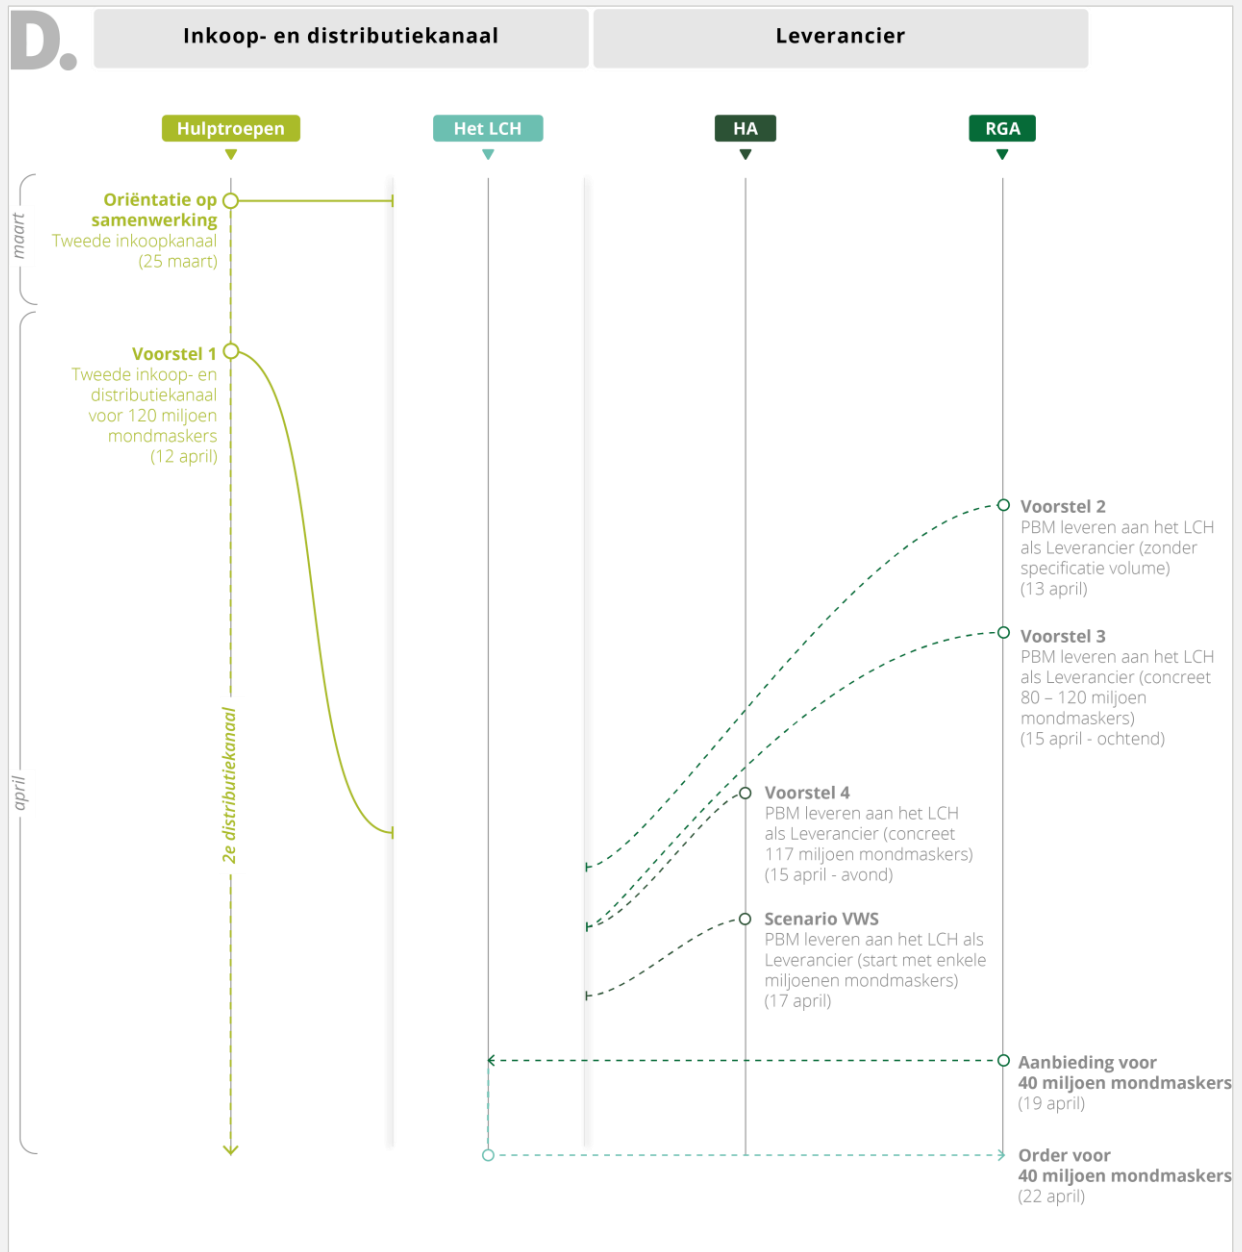 D.
Inkoop- en distributiekanaal
Leverancier
Hulptroepen
Het LCH
HA
RGA
maart
Oriëntatie op
samenwerking
Tweede inkoopkanaal
(25 maart)
april
Voorstel 1
Tweede inkoop- en
distributiekanaal
voor 120 miljoen
mondmaskers
(12 april)
2e distributiekanaal
Voorstel 2
PBM leveren aan het LCH
als Leverancier (zonder
specificatie volume)
(13 april)
Voorstel 3
PBM leveren aan het LCH
als Leverancier (concreet
80 – 120 miljoen
mondmaskers)
(15 april - ochtend)
Voorstel 4
PBM leveren aan het LCH
als Leverancier (concreet
117 miljoen mondmaskers)
(15 april - avond)
Scenario VWS
PBM leveren aan het LCH als
Leverancier (start met enkele
miljoenen mondmaskers)
(17 april)
Aanbieding voor
40 miljoen mondmaskers
(19 april)
Order voor
40 miljoen mondmaskers
(22 april)